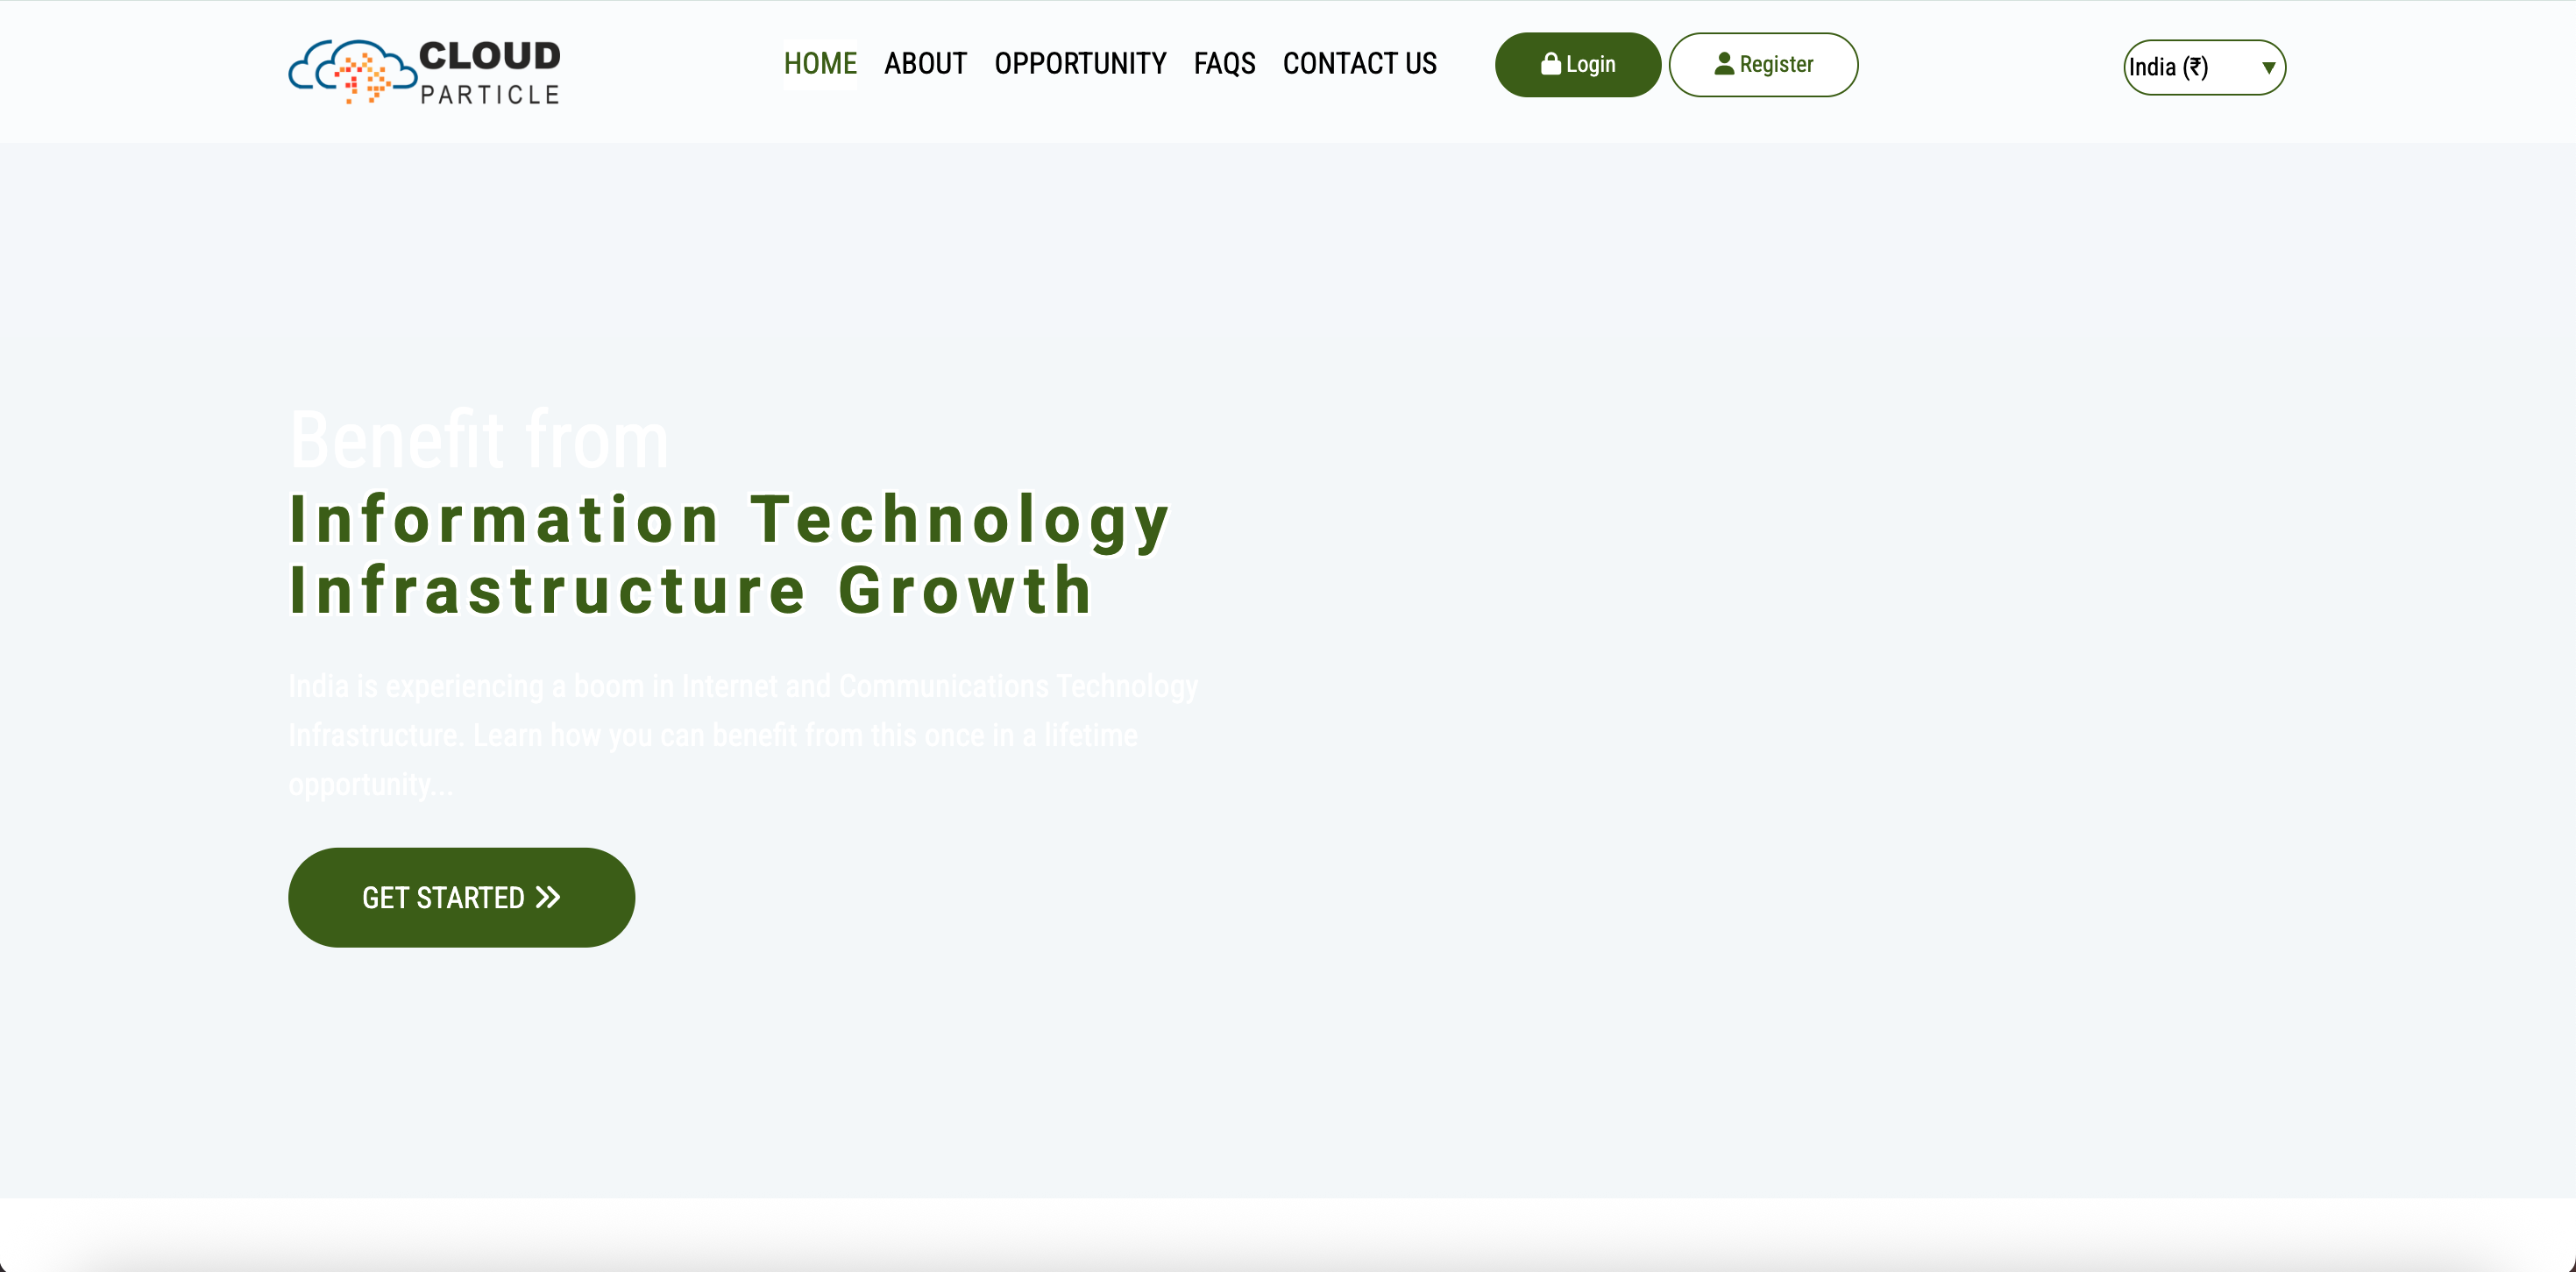 CLOUD
PARTICLE
HOME ABOUT OPPORTUNITY FAQS CONTACT US Login Register India (₹)
Benefit from
Information Technology
Infrastructure Growth
India is experiencing a boom in Internet and Communications Technology
Infrastructure. Learn how you can benefit from this once in a lifetime
opportunity...
GET STARTED